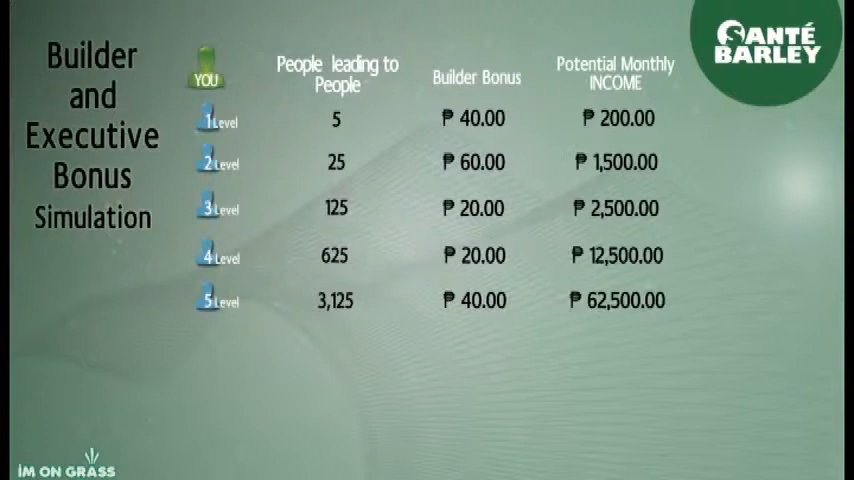 Builder
and
Executive
Bonus
Simulation
YOU
People leading to
People
Builder Bonus
Potential Monthly
INCOME
1 Level 5 ₱ 40.00 ₱ 200.00
2 Level 25 ₱ 60.00 ₱ 1,500.00
3 Level 125 ₱ 20.00 ₱ 2,500.00
4 Level 625 ₱ 20.00 ₱ 12,500.00
5 Level 3,125 ₱ 40.00 ₱ 62,500.00
SANTÉ
BARLEY
iM ON GRASS